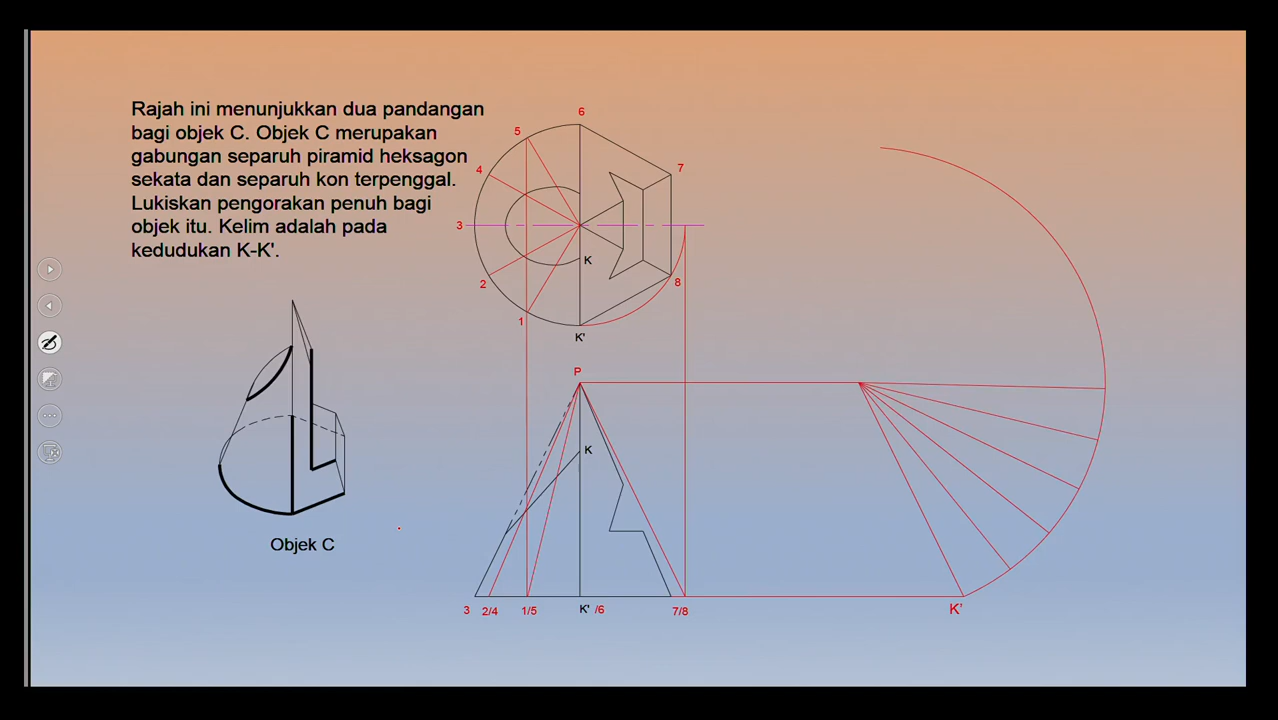 Rajah ini menunjukkan dua pandangan
bagi objek C. Objek C merupakan
gabungan separuh piramid heksagon
sekata dan separuh kon terpenggal.
Lukiskan pengorakan penuh bagi
objek itu. Kelim adalah pada
kedudukan K-K'.
6
5
7
4
3
K
2
8
1
K'
P
K
Objek C
3 2/4 1/5 K' /6 7/8 K'